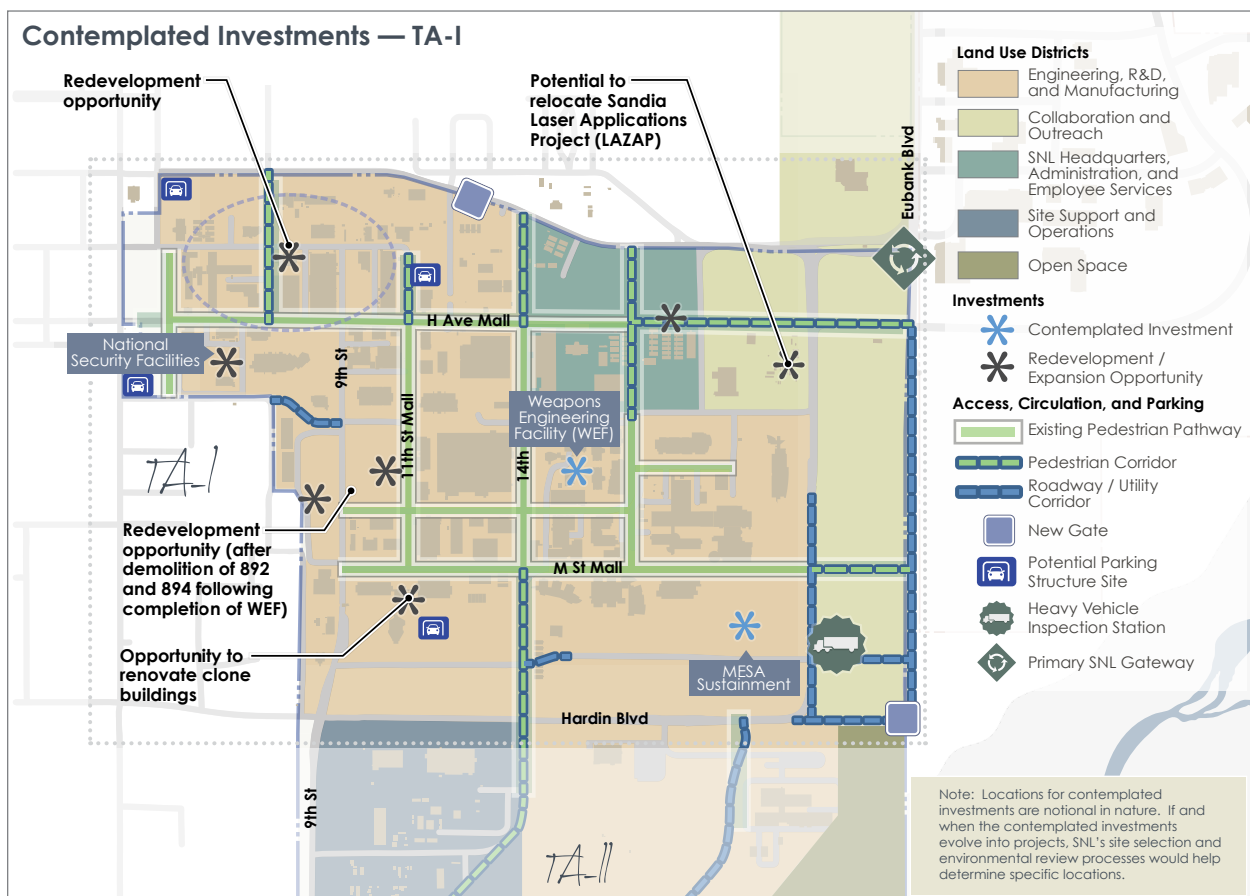 Contemplated Investments — TA-I
Redevelopment
opportunity
Potential to
relocate Sandia
Laser Applications
Project (LAZAP)
Eubank Blvd
H Ave Mall
National
Security Facilities
9th St
11th St Mall
14th
Weapons
Engineering
Facility (WEF)
TA-I
Redevelopment
opportunity (after
demolition of 892
and 894 following
completion of WEF)
M St Mall
Opportunity to
renovate clone
buildings
MESA
Sustainment
Hardin Blvd
9th St
TA-II
Land Use Districts
Engineering, R&D,
and Manufacturing
Collaboration and
Outreach
SNL Headquarters,
Administration, and
Employee Services
Site Support and
Operations
Open Space
Investments
Contemplated Investment
Redevelopment /
Expansion Opportunity
Access, Circulation, and Parking
Existing Pedestrian Pathway
Pedestrian Corridor
Roadway / Utility
Corridor
New Gate
Potential Parking
Structure Site
Heavy Vehicle
Inspection Station
Primary SNL Gateway
Note: Locations for contemplated
investments are notional in nature. If and
when the contemplated investments
evolve into projects, SNL's site selection and
environmental review processes would help
determine specific locations.